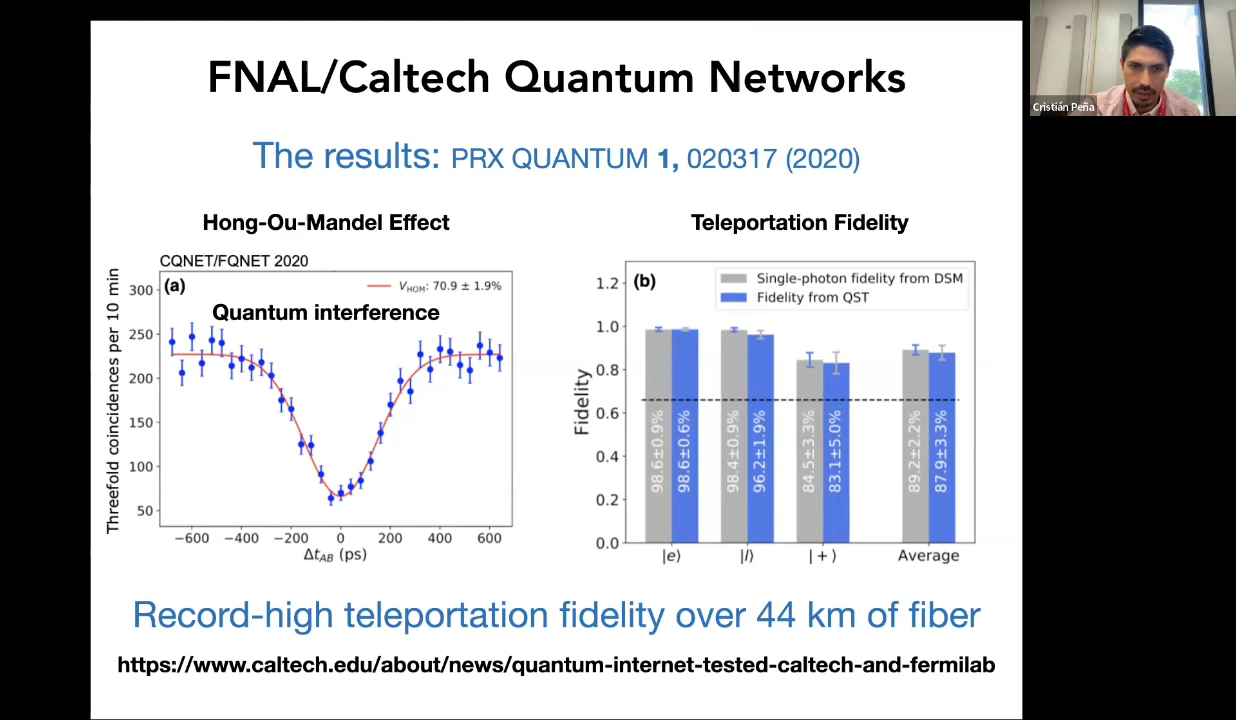 FNAL/Caltech Quantum Networks
The results: PRX QUANTUM 1, 020317 (2020)
Hong-Ou-Mandel Effect
Teleportation Fidelity
CQNET/FQNET 2020
(a)
V_HOM: 70.9 ± 1.9%
Quantum interference
Threefold coincidences per 10 min
300
250
200
150
100
50
−600 −400 −200 0 200 400 600
Δt_AB (ps)
(b)
Single-photon fidelity from DSM
Fidelity from QST
Fidelity
1.2
1.0
0.8
0.6
0.4
0.2
0.0
98.6±0.9%
98.6±0.6%
98.4±0.9%
96.2±1.9%
84.5±3.3%
83.1±5.0%
89.2±2.2%
87.9±3.3%
|e⟩ |l⟩ |+⟩ Average
Record-high teleportation fidelity over 44 km of fiber
https://www.caltech.edu/about/news/quantum-internet-tested-caltech-and-fermilab
Cristián Peña